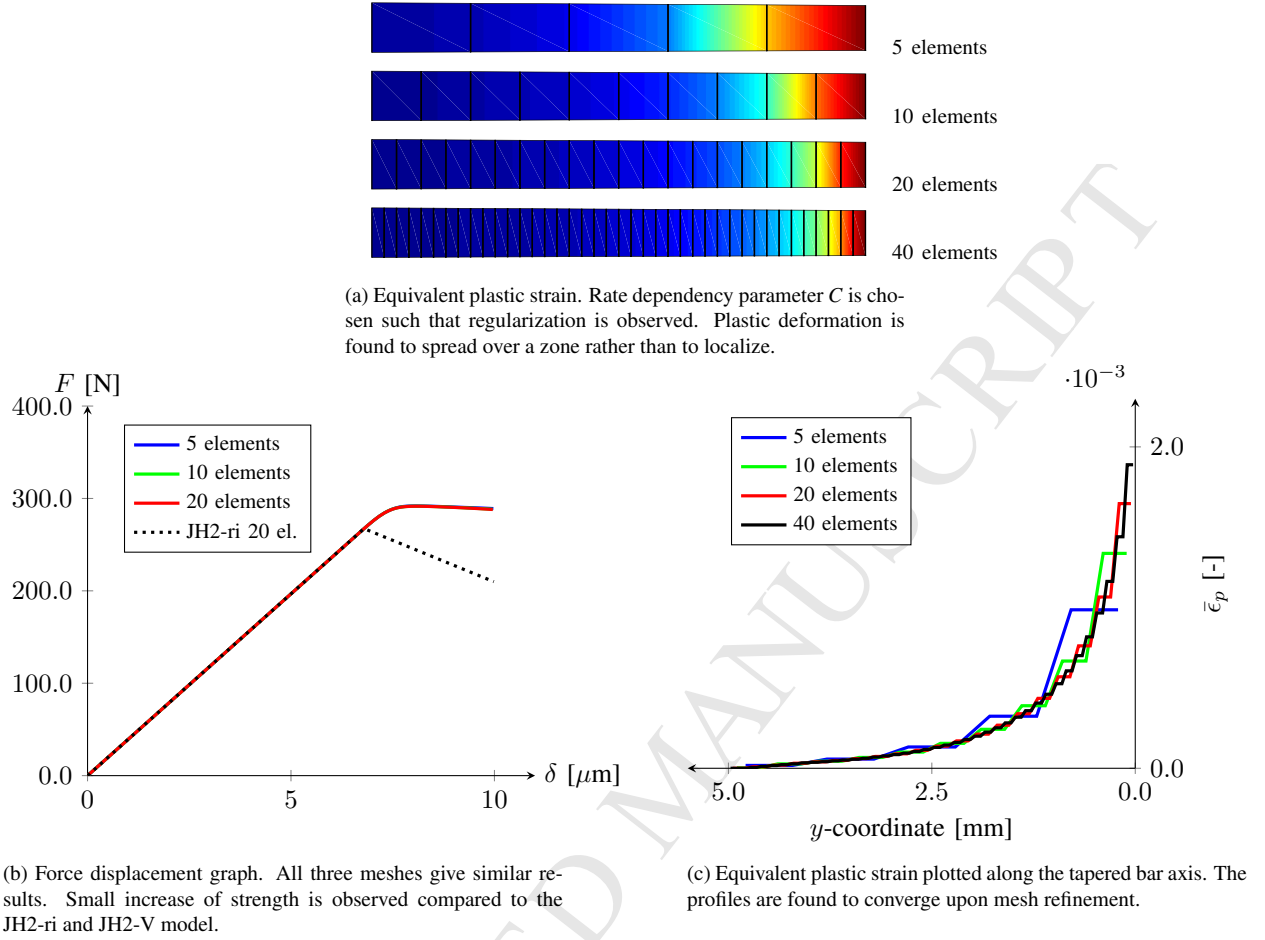 5 elements
10 elements
20 elements
40 elements
(a) Equivalent plastic strain. Rate dependency parameter C is cho-
sen such that regularization is observed. Plastic deformation is
found to spread over a zone rather than to localize.
F [N]
400.0
300.0
200.0
100.0
0.0
0
5
10
δ [μm]
5 elements
10 elements
20 elements
JH2-ri 20 el.
(b) Force displacement graph. All three meshes give similar re-
sults. Small increase of strength is observed compared to the
JH2-ri and JH2-V model.
·10⁻³
2.0
0.0
ε̄ₚ [-]
5.0
2.5
0.0
y-coordinate [mm]
5 elements
10 elements
20 elements
40 elements
(c) Equivalent plastic strain plotted along the tapered bar axis. The
profiles are found to converge upon mesh refinement.
ED MANUSCRIPT